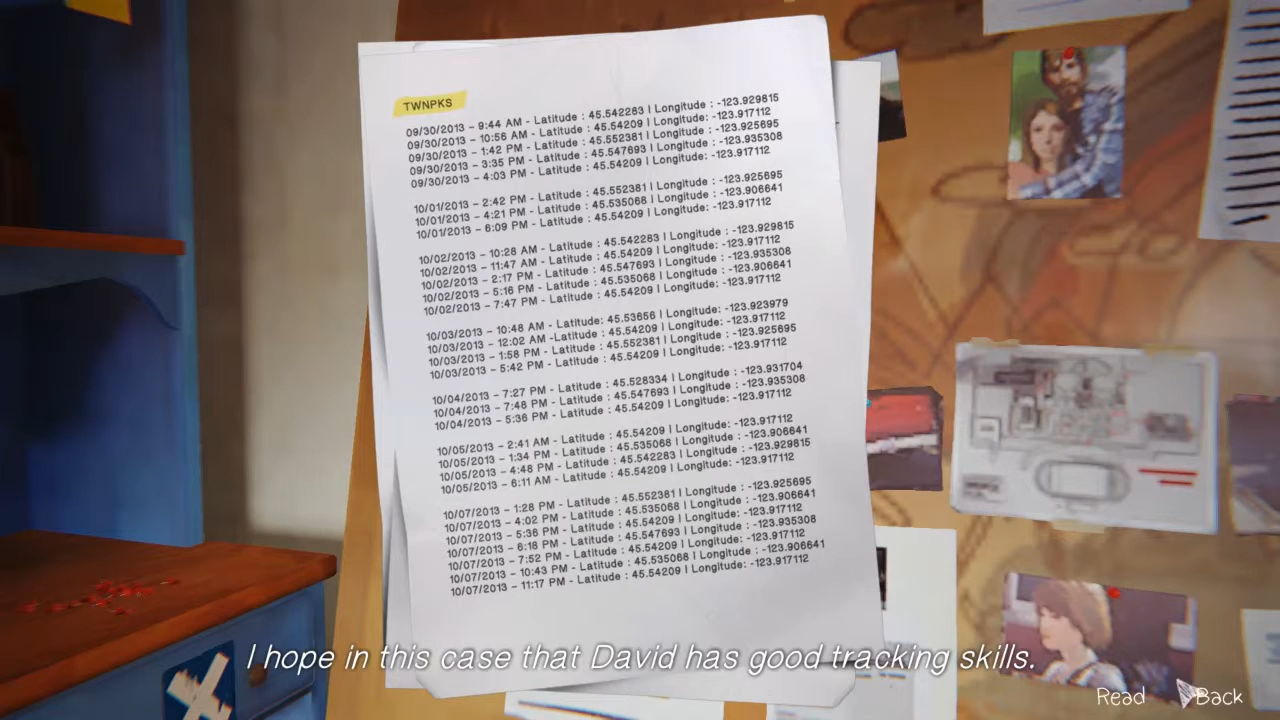 TWNPKS
09/30/2013 - 9:44 AM - Latitude : 45.542283 | Longitude : -123.929815
09/30/2013 - 10:56 AM - Latitude : 45.54209 | Longitude: -123.917112
09/30/2013 - 1:42 PM - Latitude : 45.552381 | Longitude : -123.925695
09/30/2013 - 3:35 PM - Latitude : 45.547693 | Longitude : -123.935308
09/30/2013 - 4:03 PM - Latitude : 45.54209 | Longitude: -123.917112
10/01/2013 - 2:42 PM - Latitude : 45.552381 | Longitude : -123.925695
10/01/2013 - 4:21 PM - Latitude : 45.535068 | Longitude : -123.906641
10/01/2013 - 6:09 PM - Latitude : 45.54209 | Longitude: -123.917112
10/02/2013 - 10:28 AM - Latitude : 45.542283 | Longitude : -123.929815
10/02/2013 - 11:47 AM - Latitude : 45.54209 | Longitude: -123.917112
10/02/2013 - 2:17 PM - Latitude : 45.547693 | Longitude : -123.935308
10/02/2013 - 5:16 PM - Latitude : 45.535068 | Longitude : -123.906641
10/02/2013 - 7:47 PM - Latitude : 45.54209 | Longitude: -123.917112
10/03/2013 - 10:48 AM - Latitude: 45.53656 | Longitude: -123.923979
10/03/2013 - 12:02 AM -Latitude : 45.54209 | Longitude: -123.917112
10/03/2013 - 1:58 PM - Latitude : 45.552381 | Longitude : -123.925695
10/03/2013 - 5:42 PM - Latitude : 45.54209 | Longitude: -123.917112
10/04/2013 - 7:27 PM - Latitude : 45.528334 | Longitude : -123.931704
10/04/2013 - 7:46 PM - Latitude : 45.547693 | Longitude : -123.935308
10/04/2013 - 5:36 PM - Latitude : 45.54209 | Longitude: -123.917112
10/05/2013 - 2:41 AM - Latitude : 45.54209 | Longitude: -123.917112
10/05/2013 - 1:34 PM - Latitude : 45.535068 | Longitude : -123.906641
10/05/2013 - 4:48 PM - Latitude : 45.542283 | Longitude : -123.929815
10/05/2013 - 6:11 AM - Latitude : 45.54209 | Longitude: -123.917112
10/07/2013 - 1:28 PM - Latitude : 45.552381 | Longitude : -123.925695
10/07/2013 - 4:02 PM - Latitude : 45.535068 | Longitude : -123.906641
10/07/2013 - 5:36 PM - Latitude : 45.54209 | Longitude: -123.917112
10/07/2013 - 6:18 PM - Latitude : 45.547693 | Longitude : -123.935308
10/07/2013 - 7:52 PM - Latitude : 45.54209 | Longitude: -123.917112
10/07/2013 - 10:43 PM - Latitude : 45.535068 | Longitude : -123.906641
10/07/2013 - 11:17 PM - Latitude : 45.54209 | Longitude: -123.917112
I hope in this case that David has good tracking skills.
Read Back